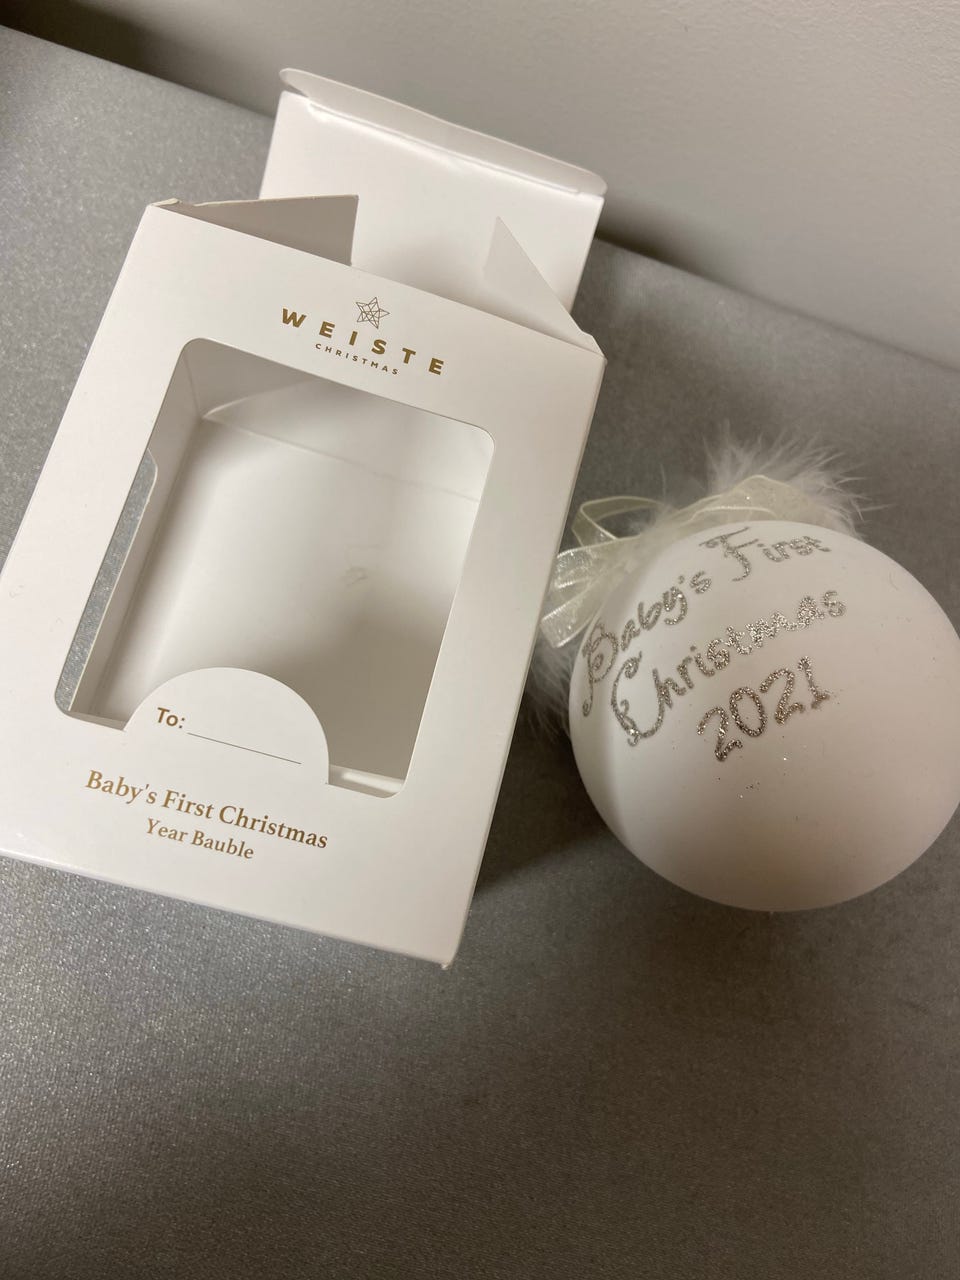 WEISTE
CHRISTMAS
To:
Baby's First Christmas
Year Bauble
Baby's First
Christmas
2021